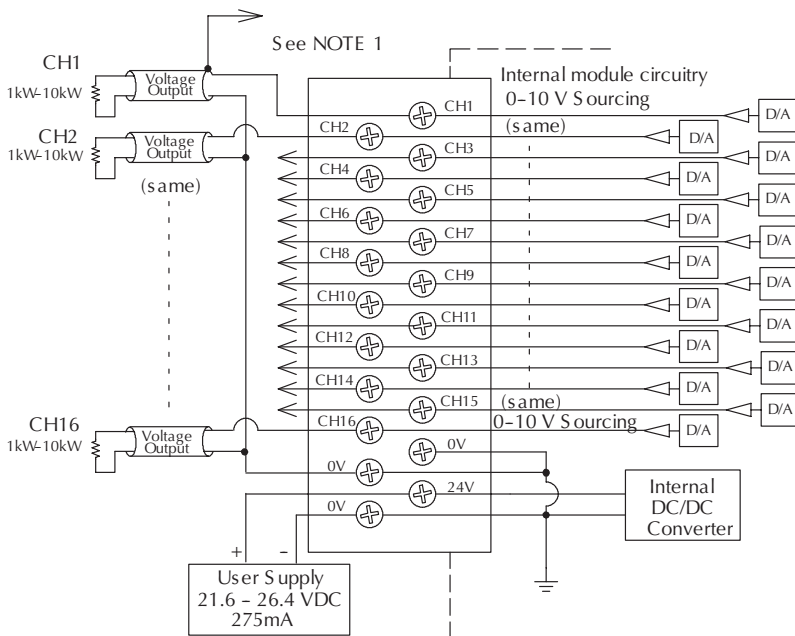 See NOTE 1
CH1
1kW–10kW
Voltage
Output
Internal module circuitry
0–10 V Sourcing
CH1
D/A
CH2
1kW–10kW
Voltage
Output
CH2
(same)
D/A
(same)
CH3
D/A
CH4
D/A
CH5
D/A
CH6
D/A
CH7
D/A
CH8
D/A
CH9
D/A
CH10
D/A
CH11
D/A
CH12
D/A
CH13
D/A
CH14
D/A
CH15
D/A
(same)
0–10 V Sourcing
CH16
1kW–10kW
Voltage
Output
CH16
D/A
0V
0V
24V
0V
Internal
DC/DC
Converter
+ –
User Supply
21.6 – 26.4 VDC
275mA